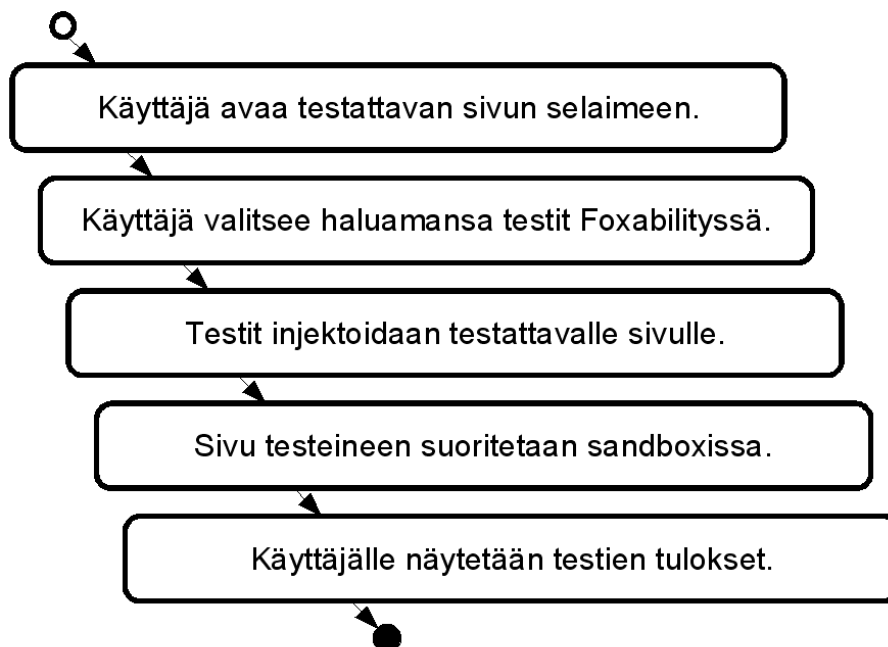 Käyttäjä avaa testattavan sivun selaimeen.
Käyttäjä valitsee haluamansa testit Foxabilityssä.
Testit injektoidaan testattavalle sivulle.
Sivu testeineen suoritetaan sandboxissa.
Käyttäjälle näytetään testien tulokset.